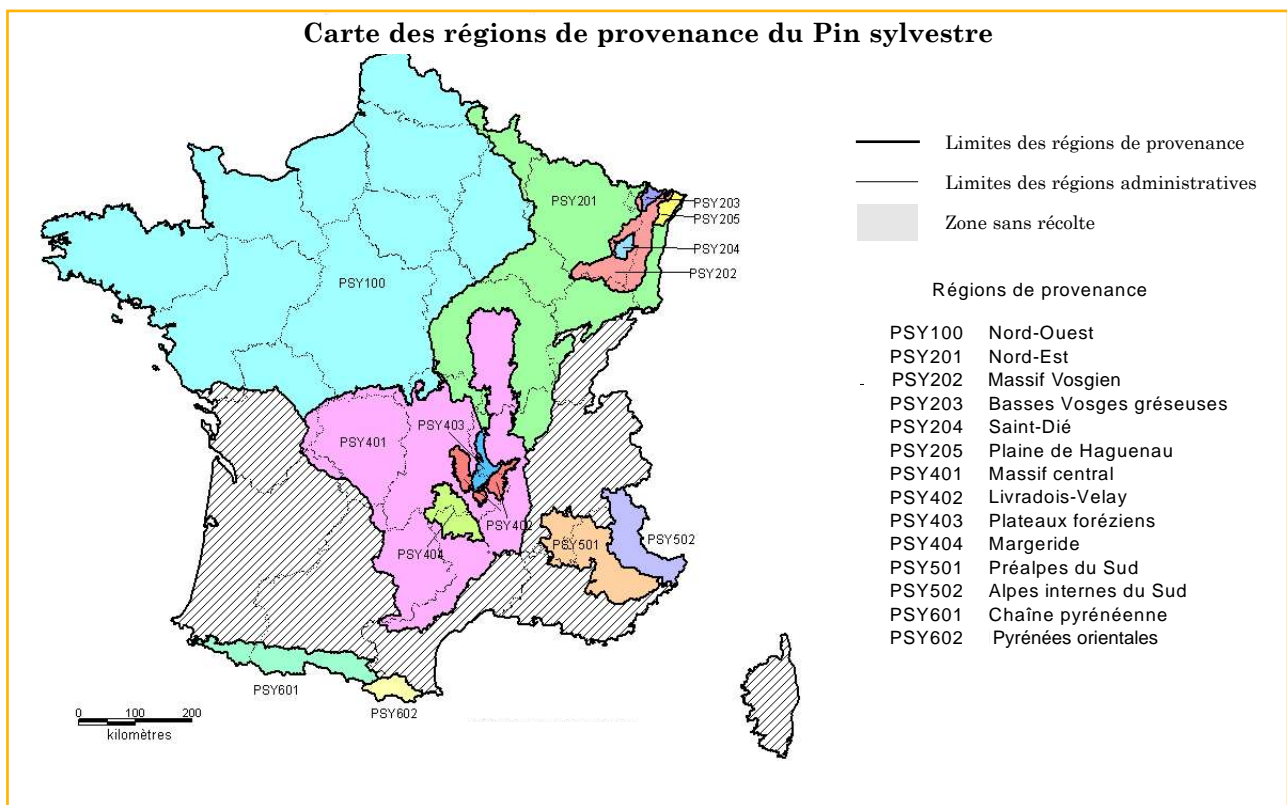 Carte des régions de provenance du Pin sylvestre
Limites des régions de provenance
Limites des régions administratives
Zone sans récolte
Régions de provenance
PSY100 Nord-Ouest
PSY201 Nord-Est
PSY202 Massif Vosgien
PSY203 Basses Vosges gréseuses
PSY204 Saint-Dié
PSY205 Plaine de Haguenau
PSY401 Massif central
PSY402 Livradois-Velay
PSY403 Plateaux foréziens
PSY404 Margeride
PSY501 Préalpes du Sud
PSY502 Alpes internes du Sud
PSY601 Chaîne pyrénéenne
PSY602 Pyrénées orientales
PSY201
PSY203
PSY205
PSY204
PSY202
PSY100
PSY403
PSY401
PSY402
PSY404
PSY501
PSY502
PSY601
PSY602
0 100 200
kilomètres